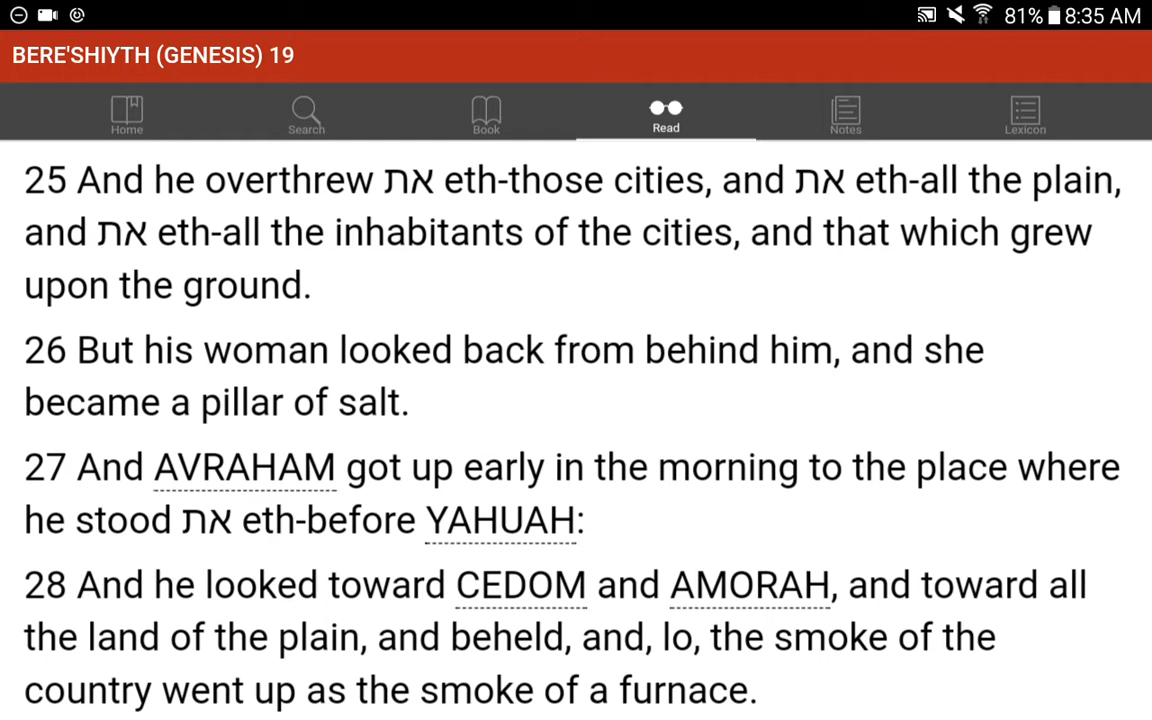 81% 8:35 AM
BERE'SHIYTH (GENESIS) 19
Home Search Book Read Notes Lexicon
25 And he overthrew את eth-those cities, and את eth-all the plain,
and את eth-all the inhabitants of the cities, and that which grew
upon the ground.
26 But his woman looked back from behind him, and she
became a pillar of salt.
27 And AVRAHAM got up early in the morning to the place where
he stood את eth-before YAHUAH:
28 And he looked toward CEDOM and AMORAH, and toward all
the land of the plain, and beheld, and, lo, the smoke of the
country went up as the smoke of a furnace.